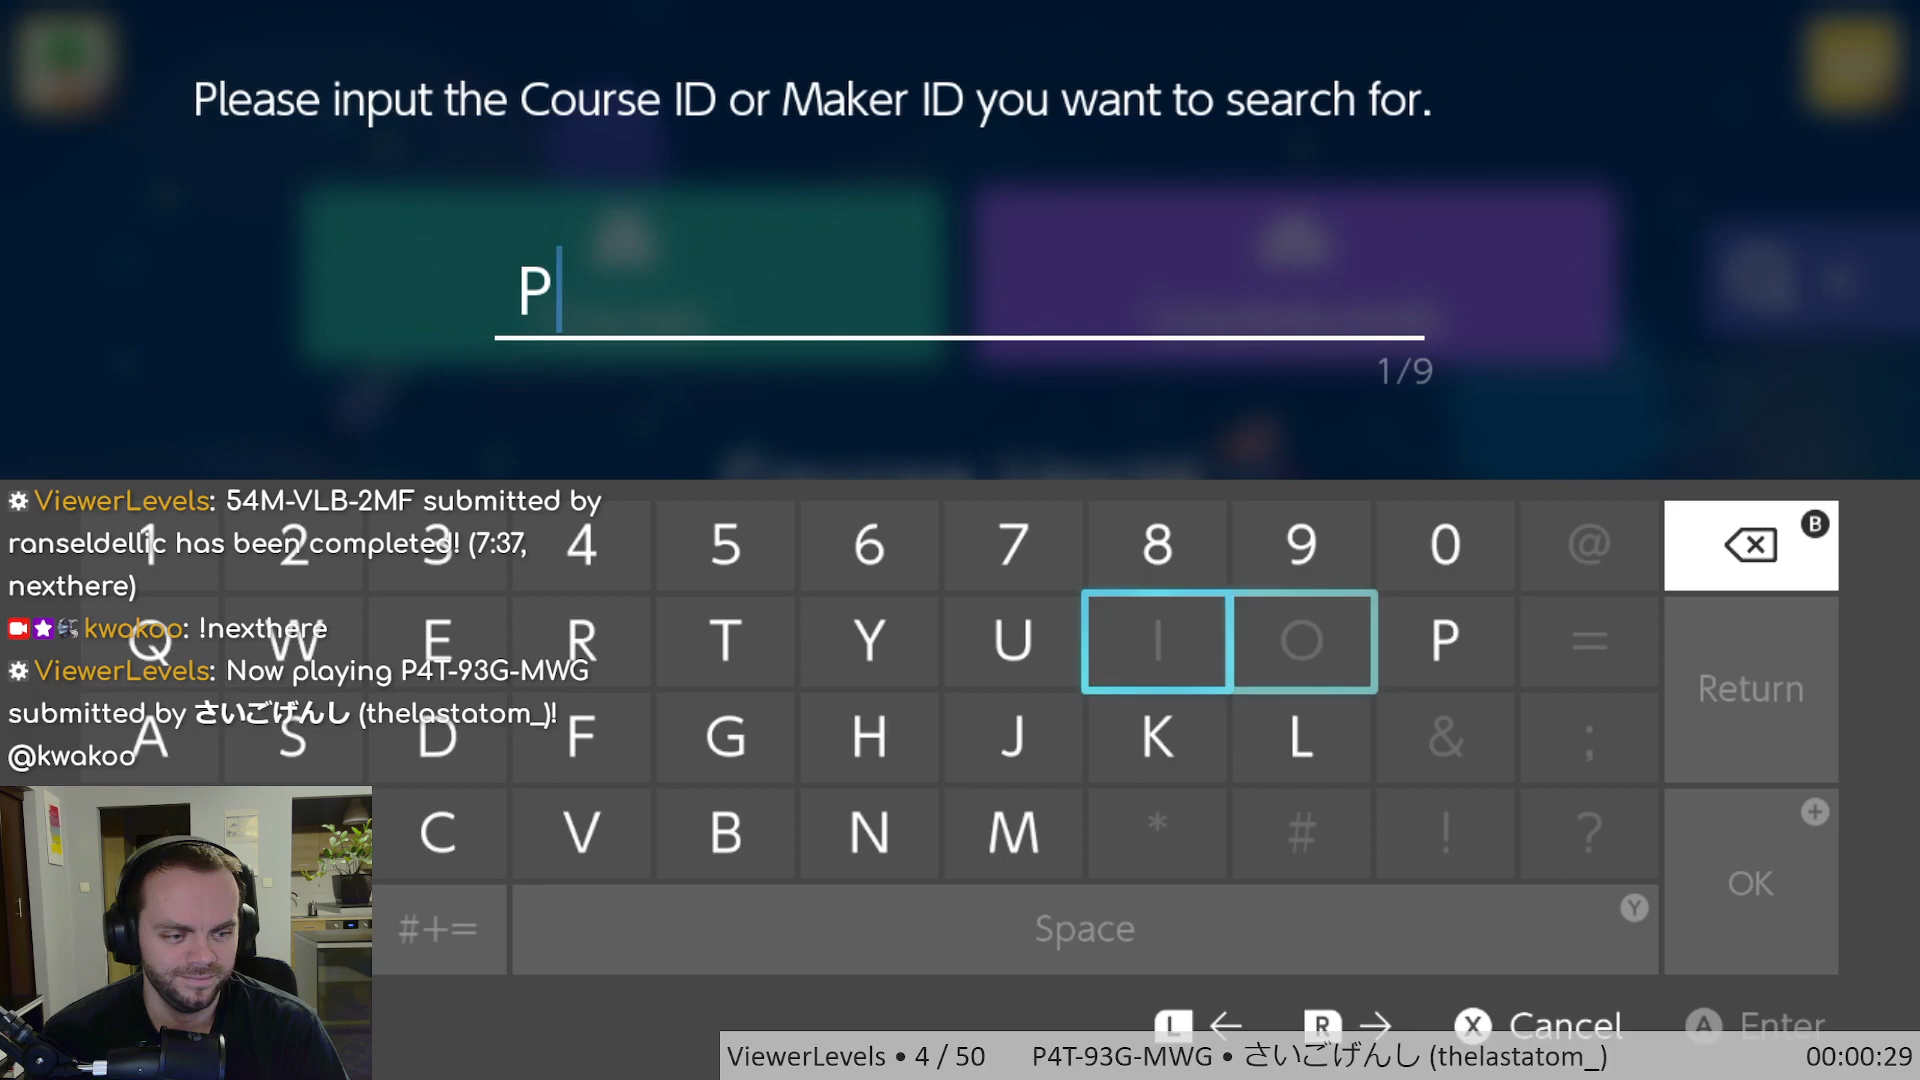 Please input the Course ID or Maker ID you want to search for.
P
1/9
ViewerLevels: 54M-VLB-2MF submitted by
ranseldellic has been completed! (7:37,
nexthere)
kwakoo: !nexthere
ViewerLevels: Now playing P4T-93G-MWG
submitted by さいごげんし (thelastatom_)!
@kwakoo
1 2 3 4 5 6 7 8 9 0 @ B
Q W E R T Y U I O P =
Return
A S D F G H J K L & ;
C V B N M * # ! ? +
OK
#+= Space Y
L ← R → X Cancel A Enter
ViewerLevels • 4 / 50 P4T-93G-MWG • さいごげんし (thelastatom_) 00:00:29